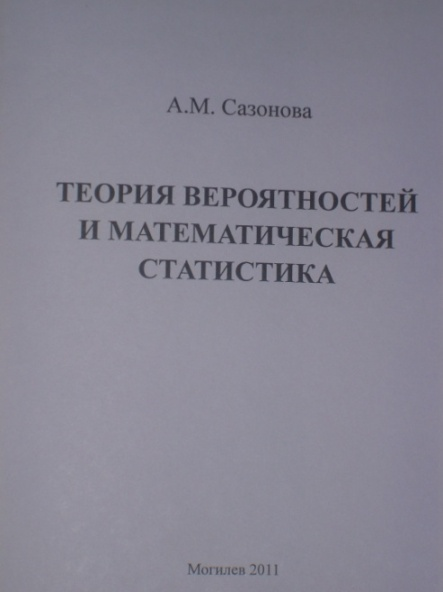 А.М. Сазонова
ТЕОРИЯ ВЕРОЯТНОСТЕЙ
И МАТЕМАТИЧЕСКАЯ
СТАТИСТИКА
Могилев 2011